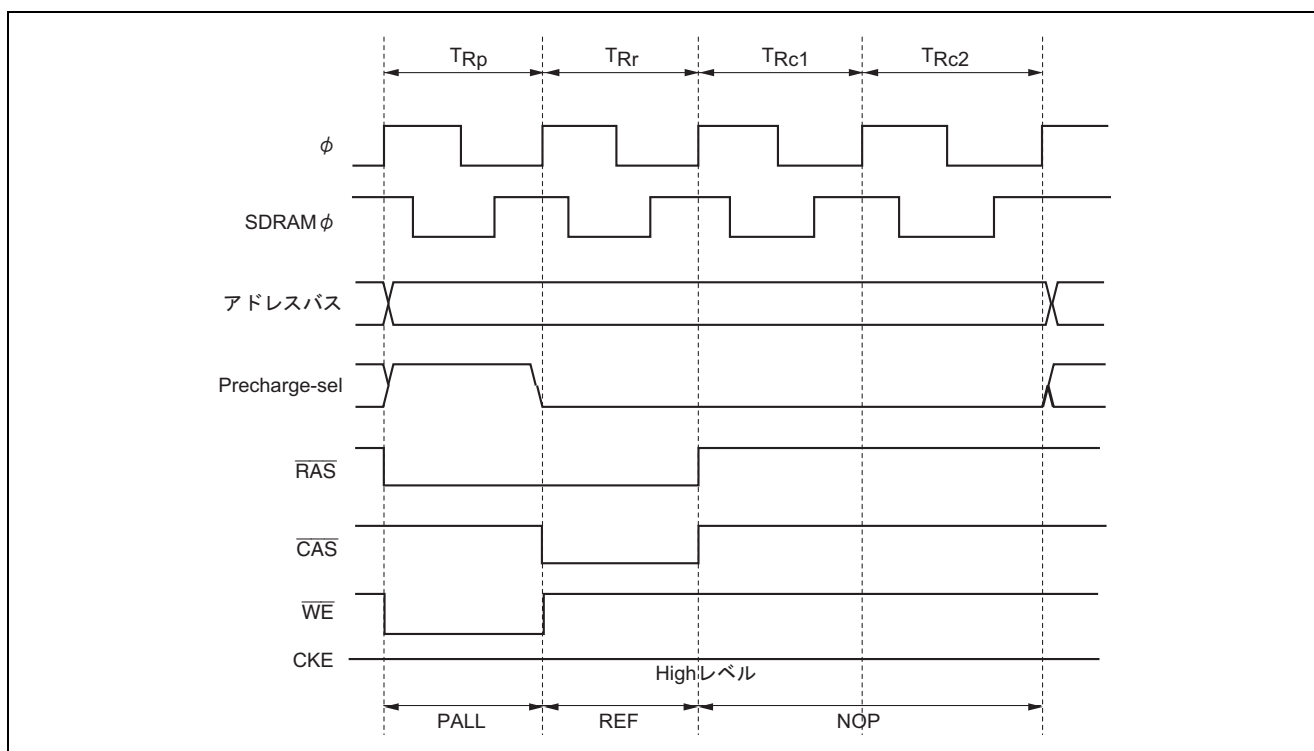 TRp TRr TRc1 TRc2
φ
SDRAMφ
アドレスバス
Precharge-sel
RAS
CAS
WE
CKE
Highレベル
PALL REF NOP